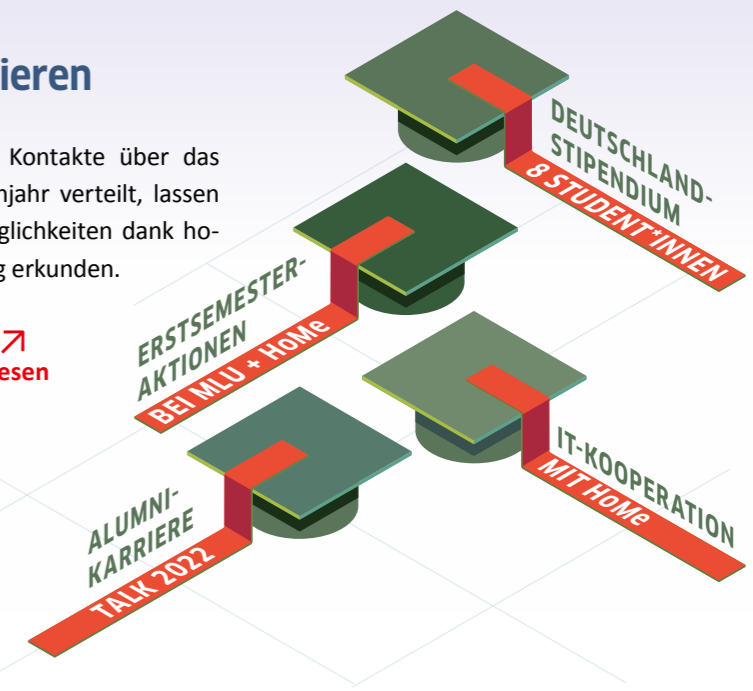 ieren
Kontakte über das
njahr verteilt, lassen
glichkeiten dank ho-
g erkunden.
esen
DEUTSCHLAND-
STIPENDIUM
8 STUDENT*INNEN
ERSTSEMESTER-
AKTIONEN
BEI MLU + HoMe
IT-KOOPERATION
MIT HoMe
ALUMNI-
KARRIERE
TALK 2022